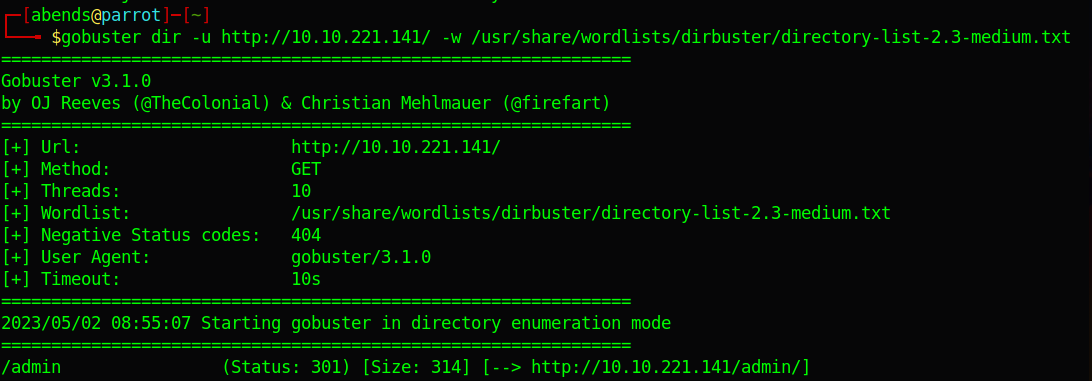 ┌─[abends@parrot]─[~]
└──╼ $gobuster dir -u http://10.10.221.141/ -w /usr/share/wordlists/dirbuster/directory-list-2.3-medium.txt
===============================================================
Gobuster v3.1.0
by OJ Reeves (@TheColonial) & Christian Mehlmauer (@firefart)
===============================================================
[+] Url:                     http://10.10.221.141/
[+] Method:                  GET
[+] Threads:                 10
[+] Wordlist:                /usr/share/wordlists/dirbuster/directory-list-2.3-medium.txt
[+] Negative Status codes:   404
[+] User Agent:              gobuster/3.1.0
[+] Timeout:                 10s
===============================================================
2023/05/02 08:55:07 Starting gobuster in directory enumeration mode
===============================================================
/admin                (Status: 301) [Size: 314] [--> http://10.10.221.141/admin/]